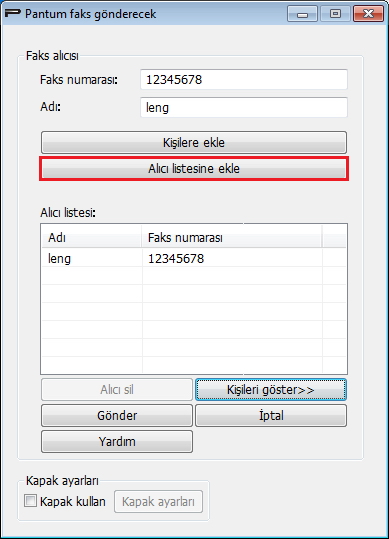 Pantum faks gönderecek
Faks alıcısı
Faks numarası: 12345678
Adı: leng
Kişilere ekle
Alıcı listesine ekle
Alıcı listesi:
Adı Faks numarası
leng 12345678
Alıcı sil Kişileri göster>>
Gönder İptal
Yardım
Kapak ayarları
Kapak kullan Kapak ayarları